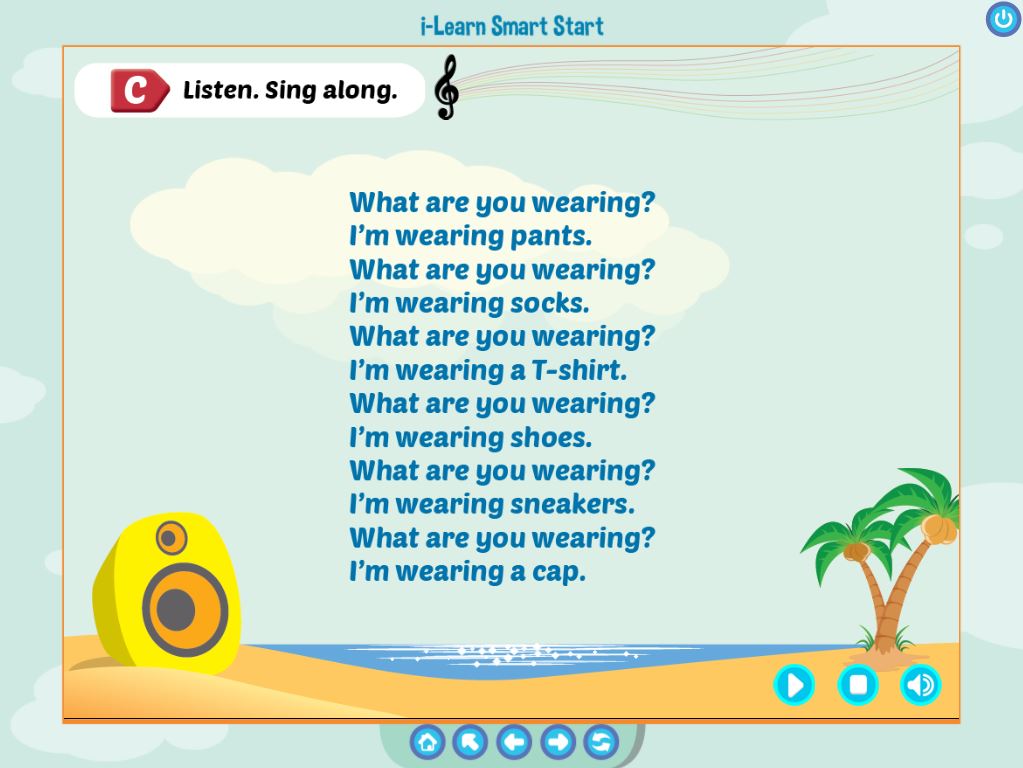 i-Learn Smart Start
C Listen. Sing along.
What are you wearing?
I'm wearing pants.
What are you wearing?
I'm wearing socks.
What are you wearing?
I'm wearing a T-shirt.
What are you wearing?
I'm wearing shoes.
What are you wearing?
I'm wearing sneakers.
What are you wearing?
I'm wearing a cap.